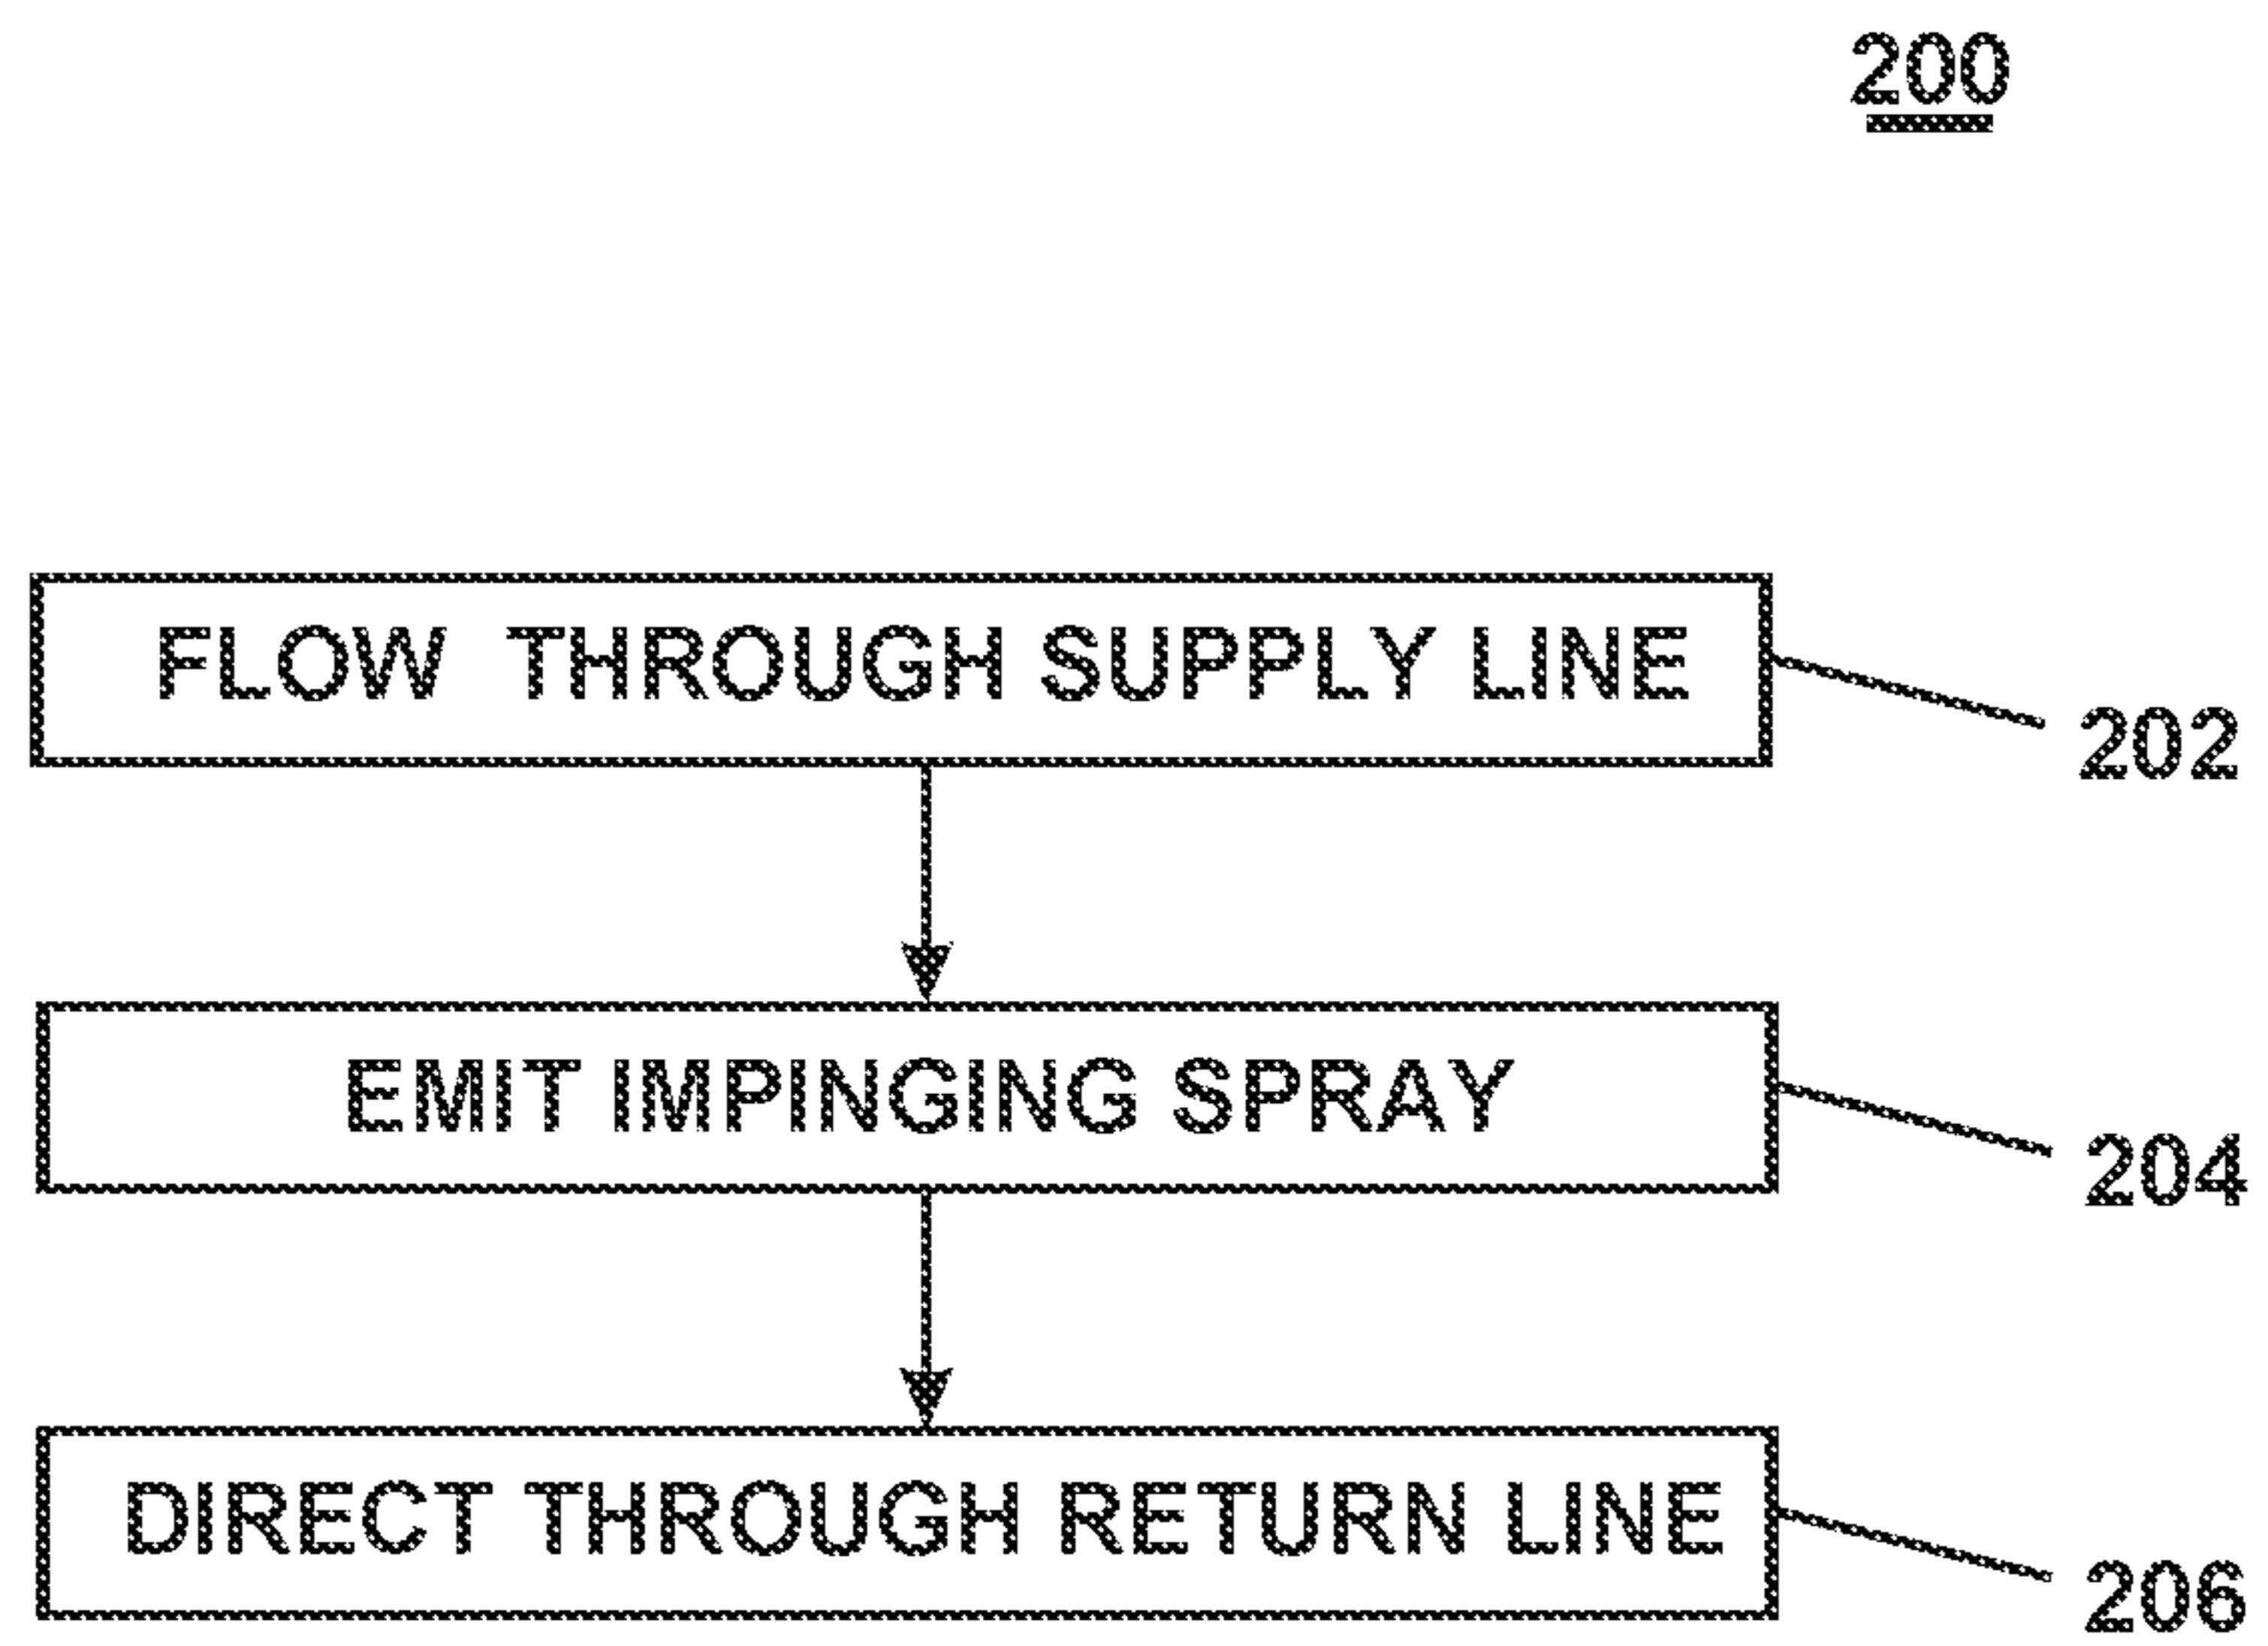 200
FLOW THROUGH SUPPLY LINE
202
EMIT IMPINGING SPRAY
204
DIRECT THROUGH RETURN LINE
206